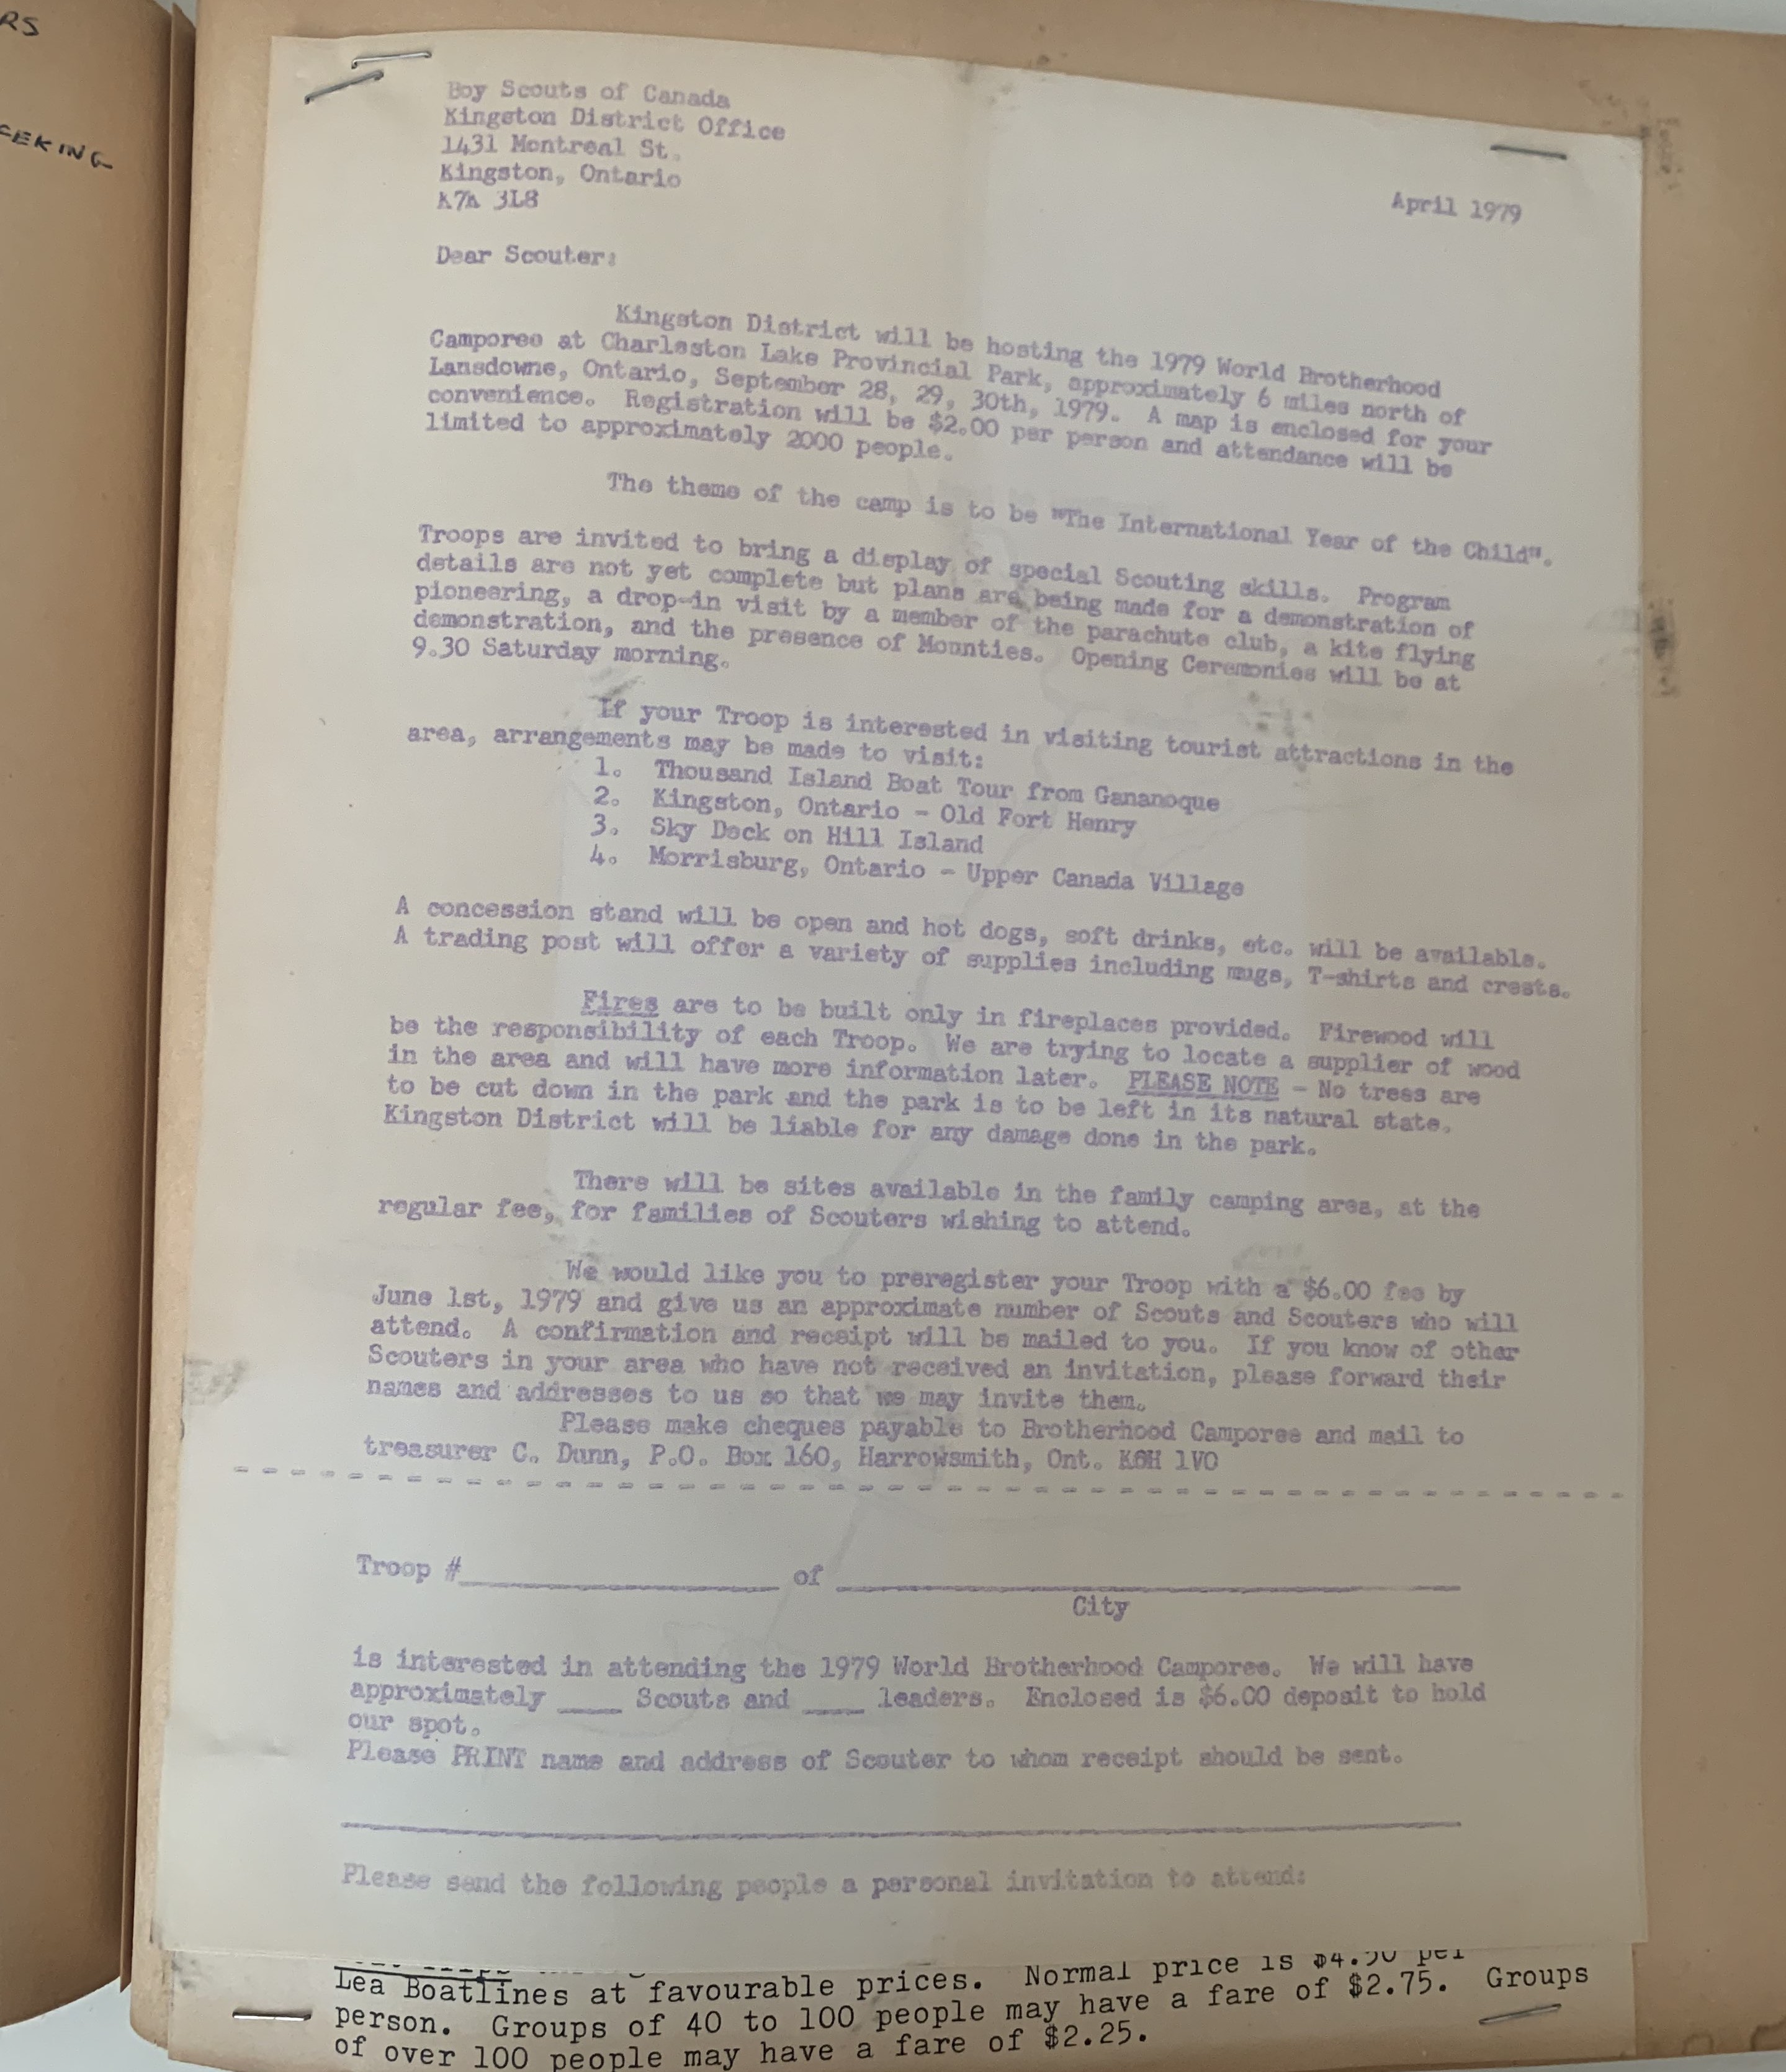 RS
EEKING
Boy Scouts of Canada
Kingston District Office
1431 Montreal St.
Kingston, Ontario
K7A 3L8
April 1979
Dear Scouter:
Kingston District will be hosting the 1979 World Brotherhood
Camporee at Charleston Lake Provincial Park, approximately 6 miles north of
Lansdowne, Ontario, September 28, 29, 30th, 1979. A map is enclosed for your
convenience. Registration will be $2.00 per person and attendance will be
limited to approximately 2000 people.
The theme of the camp is to be "The International Year of the Child".
Troops are invited to bring a display of special Scouting skills. Program
details are not yet complete but plans are being made for a demonstration of
pioneering, a drop-in visit by a member of the parachute club, a kite flying
demonstration, and the presence of Mounties. Opening Ceremonies will be at
9.30 Saturday morning.
If your Troop is interested in visiting tourist attractions in the
area, arrangements may be made to visit:
1. Thousand Island Boat Tour from Gananoque
2. Kingston, Ontario - Old Fort Henry
3. Sky Deck on Hill Island
4. Morrisburg, Ontario - Upper Canada Village
A concession stand will be open and hot dogs, soft drinks, etc. will be available.
A trading post will offer a variety of supplies including mugs, T-shirts and crests.
Fires are to be built only in fireplaces provided. Firewood will
be the responsibility of each Troop. We are trying to locate a supplier of wood
in the area and will have more information later. PLEASE NOTE - No trees are
to be cut down in the park and the park is to be left in its natural state.
Kingston District will be liable for any damage done in the park.
There will be sites available in the family camping area, at the
regular fee, for families of Scouters wishing to attend.
We would like you to preregister your Troop with a $6.00 fee by
June 1st, 1979 and give us an approximate number of Scouts and Scouters who will
attend. A confirmation and receipt will be mailed to you. If you know of other
Scouters in your area who have not received an invitation, please forward their
names and addresses to us so that we may invite them.
Please make cheques payable to Brotherhood Camporee and mail to
treasurer C. Dunn, P.O. Box 160, Harrowsmith, Ont. K0H 1V0
Troop #____ of ____
City
is interested in attending the 1979 World Brotherhood Camporee. We will have
approximately ____ Scouts and ____ leaders. Enclosed is $6.00 deposit to hold
our spot.
Please PRINT name and address of Scouter to whom receipt should be sent.
Please send the following people a personal invitation to attend:
Lea Boatlines at favourable prices. Normal price is $4.50 per
person. Groups of 40 to 100 people may have a fare of $2.75. Groups
of over 100 people may have a fare of $2.25.